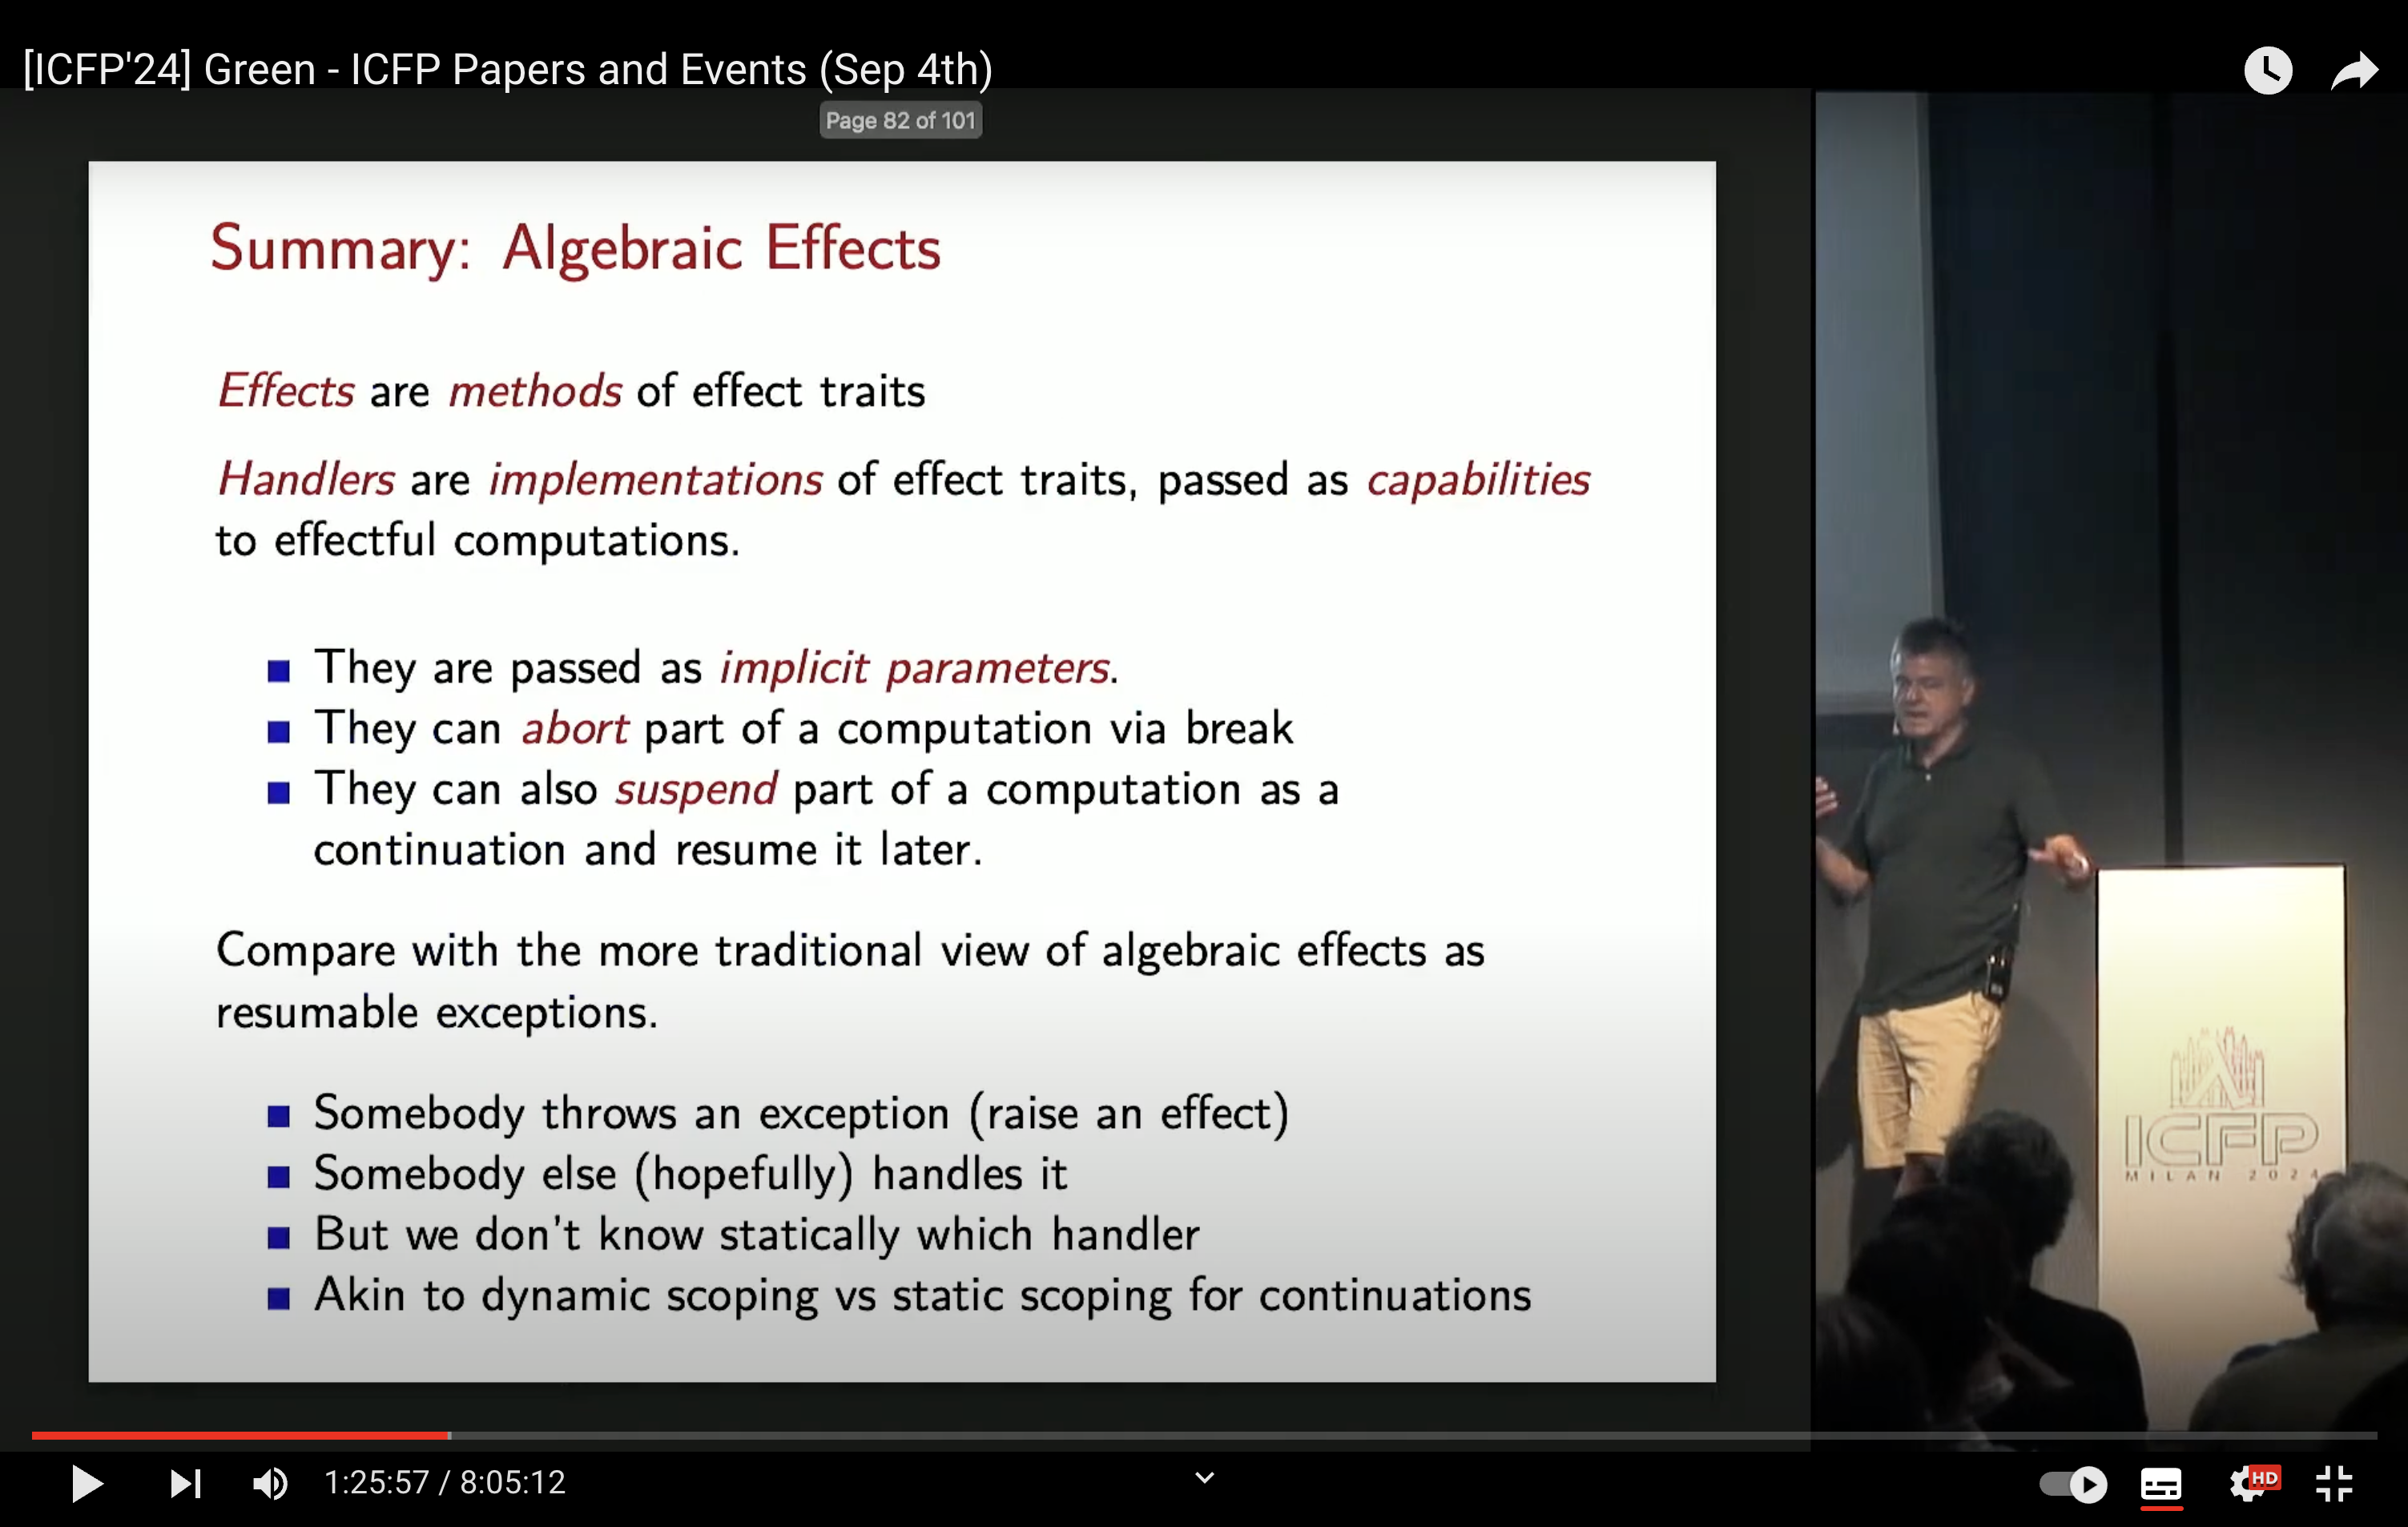 [ICFP'24] Green - ICFP Papers and Events (Sep 4th)
Page 82 of 101
Summary: Algebraic Effects
Effects are methods of effect traits
Handlers are implementations of effect traits, passed as capabilities
to effectful computations.
They are passed as implicit parameters.
They can abort part of a computation via break
They can also suspend part of a computation as a
continuation and resume it later.
Compare with the more traditional view of algebraic effects as
resumable exceptions.
Somebody throws an exception (raise an effect)
Somebody else (hopefully) handles it
But we don't know statically which handler
Akin to dynamic scoping vs static scoping for continuations
ICFP
MILAN 2024
1:25:57 / 8:05:12
HD